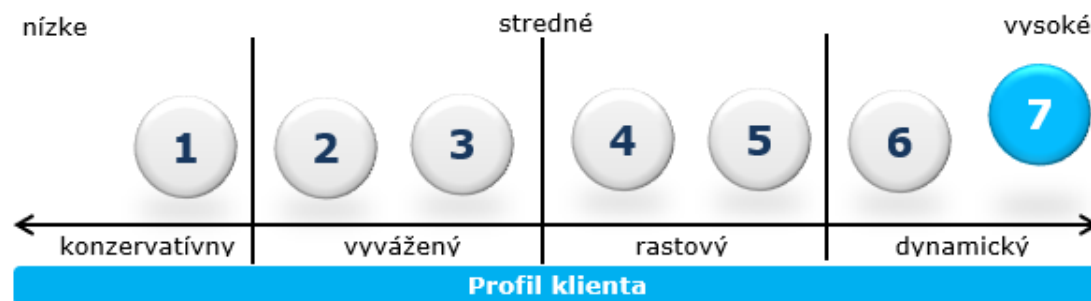 nízke stredné vysoké
1 2 3 4 5 6 7
konzervatívny vyvážený rastový dynamický
Profil klienta